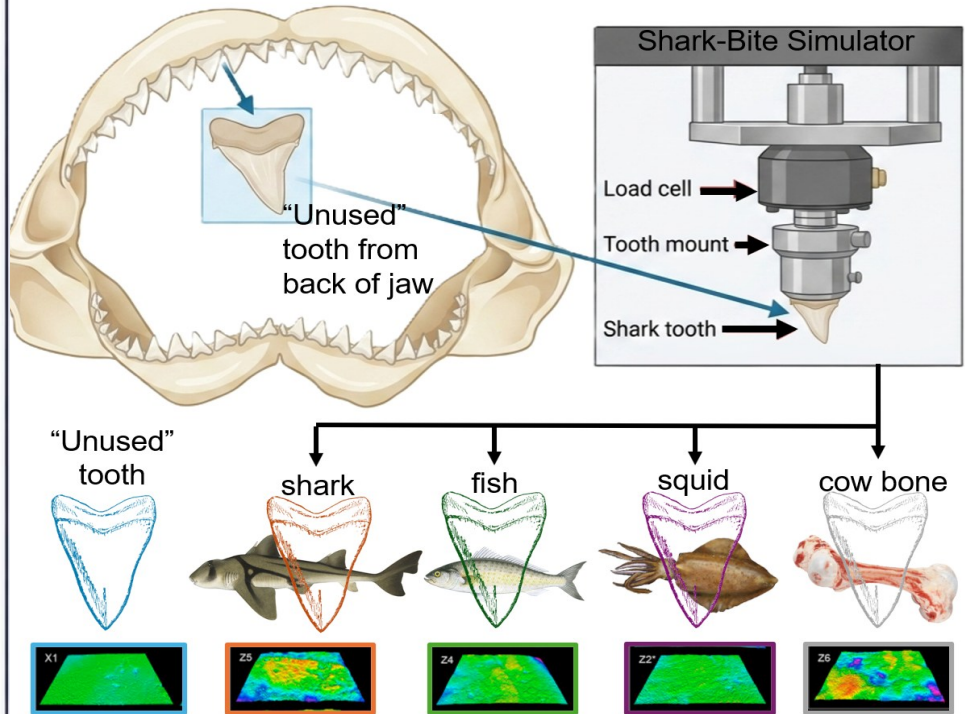 Shark-Bite Simulator
Load cell
Tooth mount
Shark tooth
“Unused”
tooth from
back of jaw
“Unused”
tooth
shark
fish
squid
cow bone
X1
Z5
Z4
Z2*
Z6